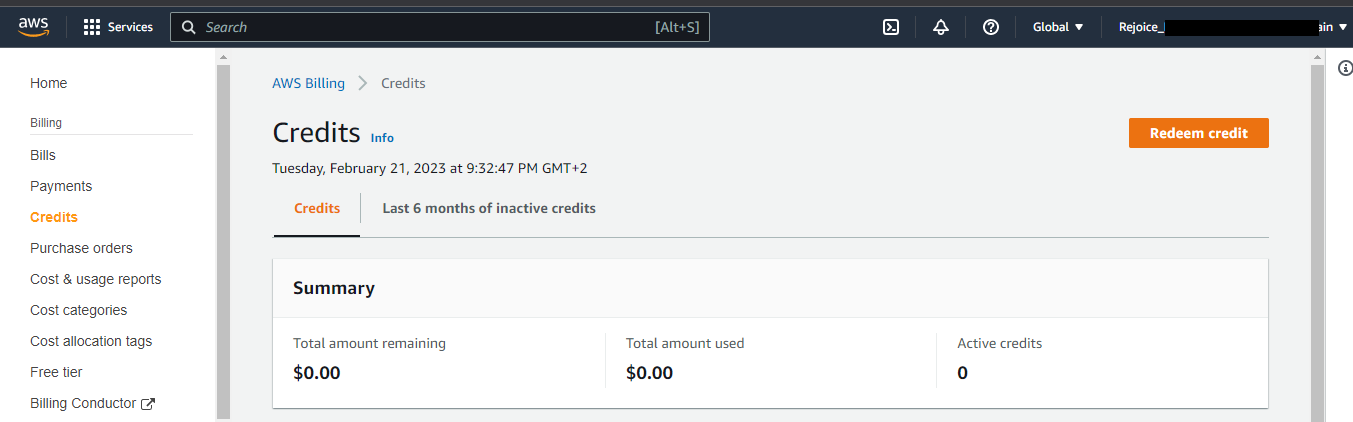 aws Services Search [Alt+S] Global Rejoice_ ain
Home
Billing
Bills
Payments
Credits
Purchase orders
Cost & usage reports
Cost categories
Cost allocation tags
Free tier
Billing Conductor
AWS Billing > Credits
Credits Info
Redeem credit
Tuesday, February 21, 2023 at 9:32:47 PM GMT+2
Credits Last 6 months of inactive credits
Summary
Total amount remaining Total amount used Active credits
$0.00 $0.00 0